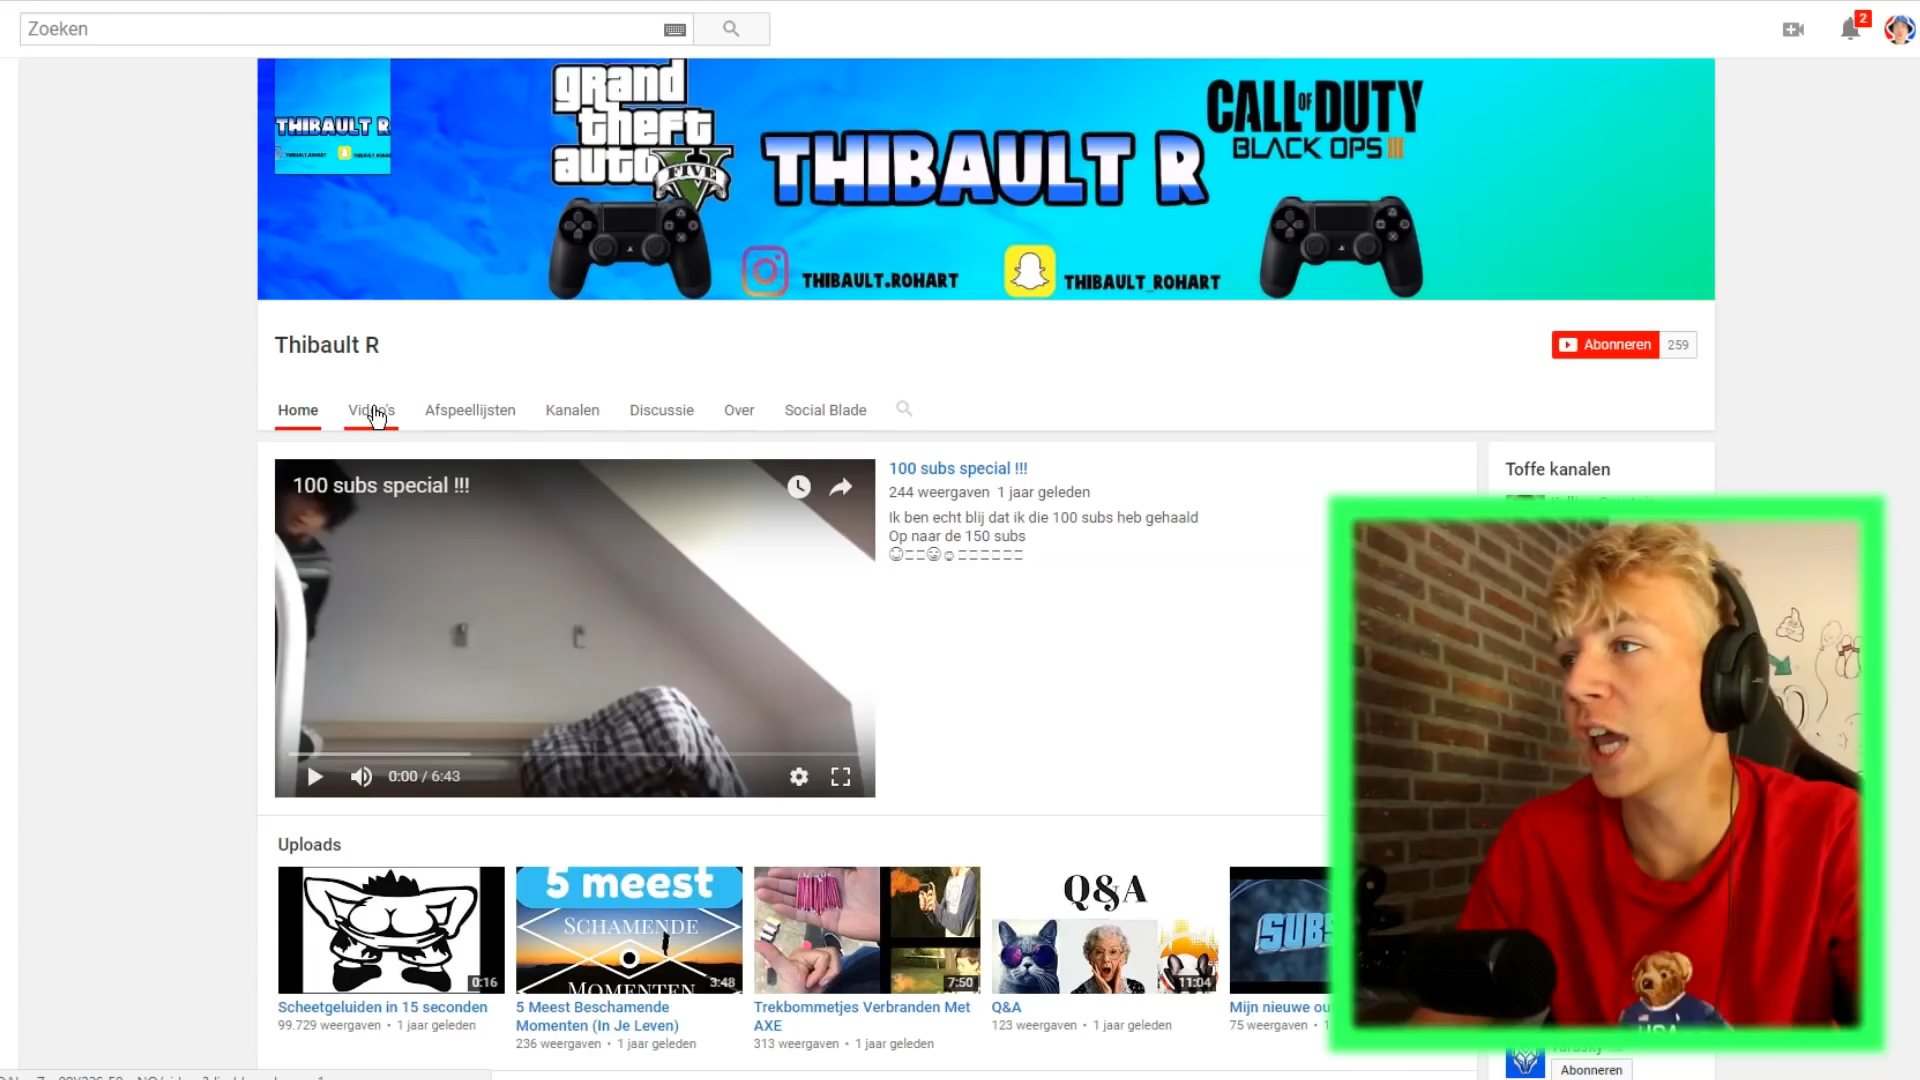 Zoeken
2
THIBAULT R
grand
theft
auto
FIVE
THIBAULT R
CALL OF DUTY
BLACK OPS III
THIBAULT.ROHART
THIBAULT_ROHART
Thibault R
Abonneren 259
Home
Video's
Afspeellijsten
Kanalen
Discussie
Over
Social Blade
100 subs special !!!
0:00 / 6:43
100 subs special !!!
244 weergaven 1 jaar geleden
Ik ben echt blij dat ik die 100 subs heb gehaald
Op naar de 150 subs
Toffe kanalen
Uploads
0:16
Scheetgeluiden in 15 seconden
99.729 weergaven • 1 jaar geleden
5 meest
SCHAMENDE
MOMENTEN
3:48
5 Meest Beschamende
Momenten (In Je Leven)
236 weergaven • 1 jaar geleden
7:50
Trekbommetjes Verbranden Met
AXE
313 weergaven • 1 jaar geleden
Q&A
11:04
Q&A
123 weergaven • 1 jaar geleden
SUBS
Mijn nieuwe
75 weergaven •
USA
Abonneren